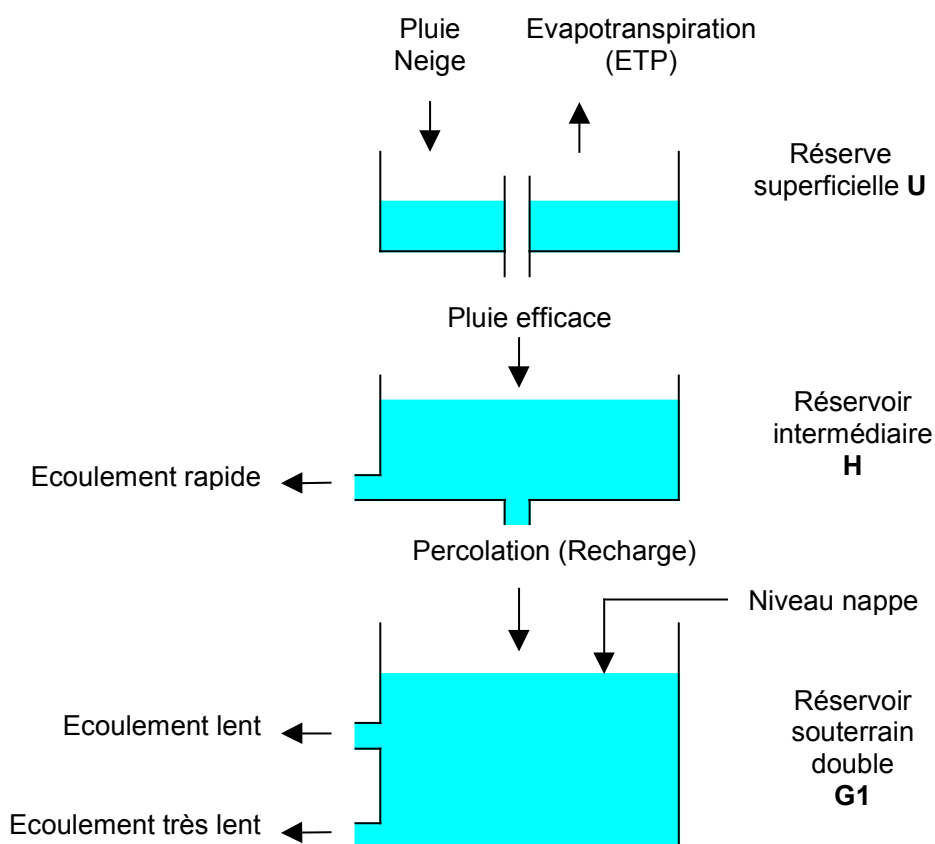 Pluie
Neige
Evapotranspiration
(ETP)
Réserve
superficielle U
Pluie efficace
Réservoir
intermédiaire
H
Ecoulement rapide
Percolation (Recharge)
Niveau nappe
Ecoulement lent
Réservoir
souterrain
double
G1
Ecoulement très lent